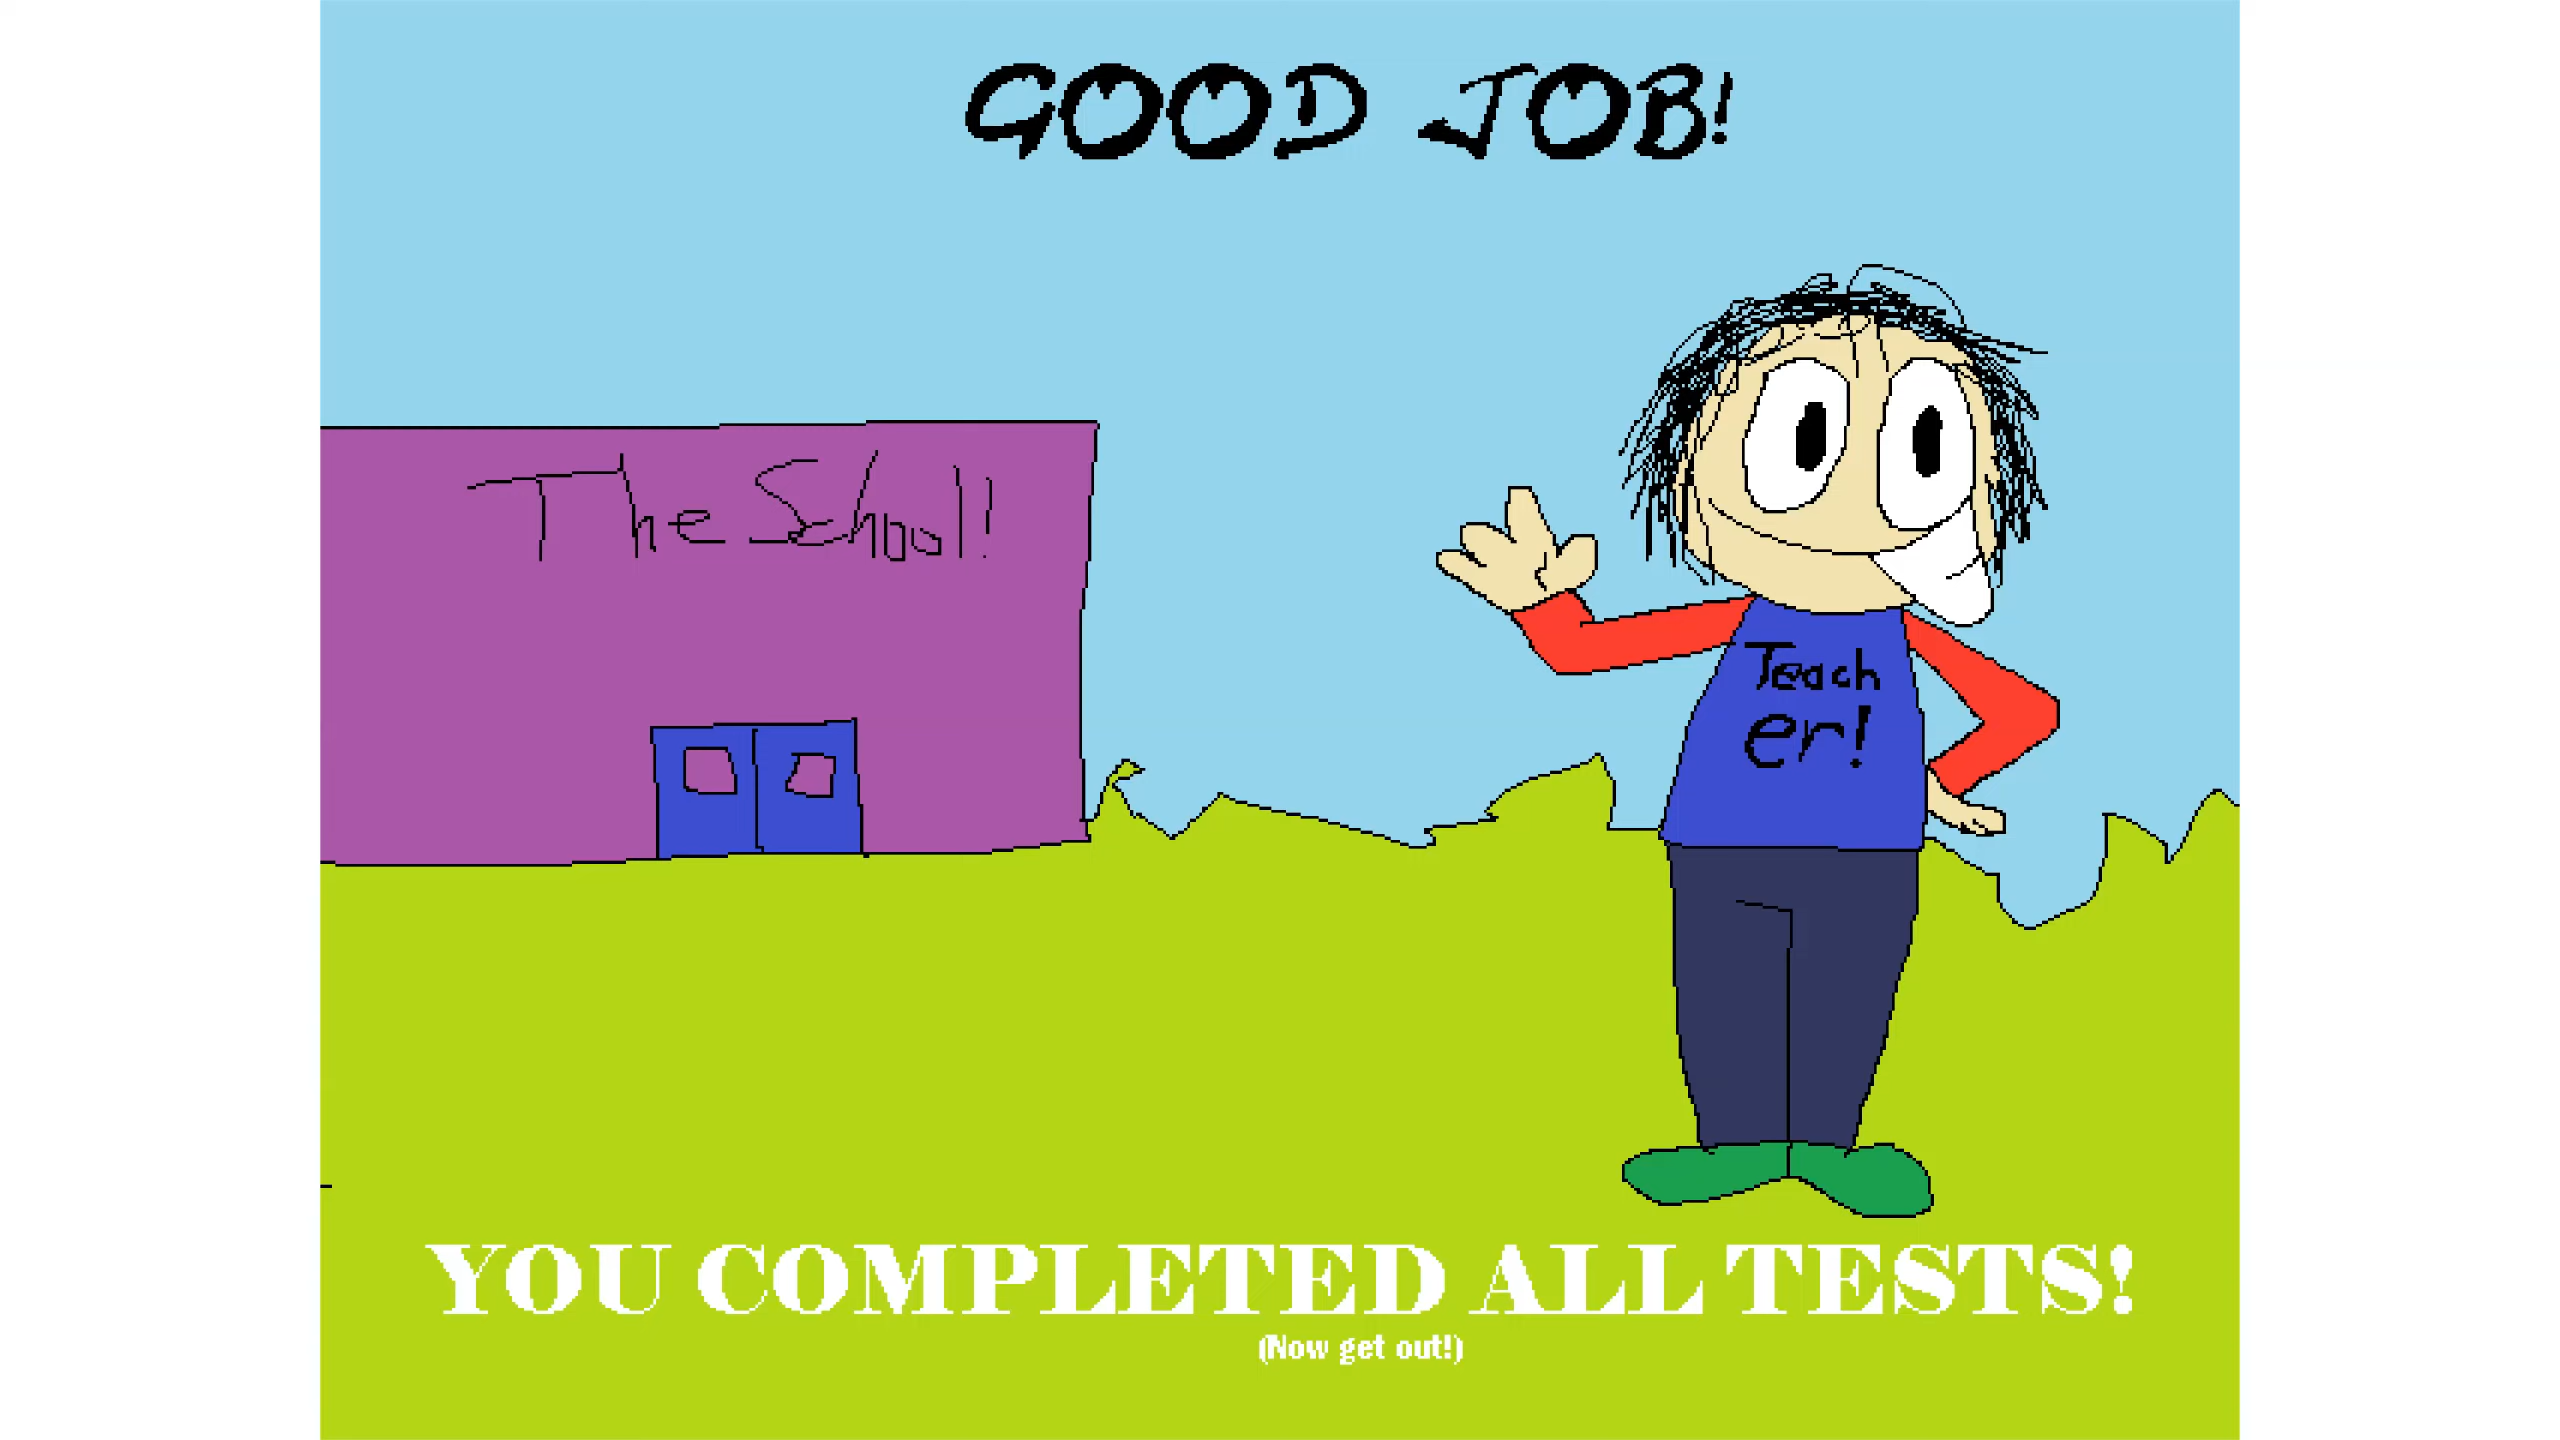 GOOD JOB!
The School!
Teach
er!
YOU COMPLETED ALL TESTS!
(Now get out!)